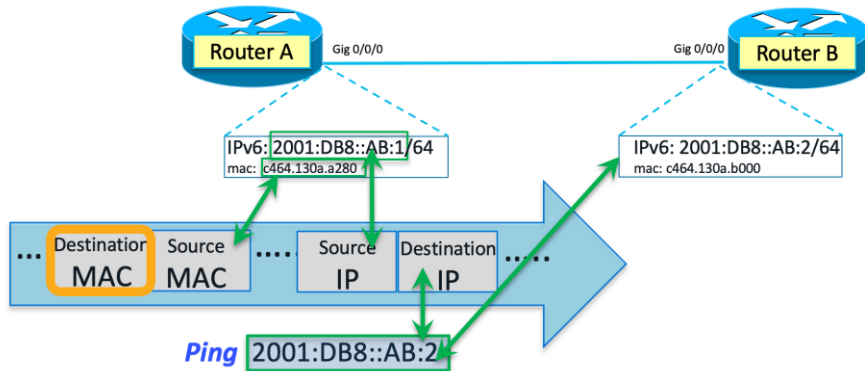 Router A
Gig 0/0/0
Gig 0/0/0
Router B
IPv6: 2001:DB8::AB:1/64
mac: c464.130a.a280
IPv6: 2001:DB8::AB:2/64
mac: c464.130a.b000
.... Destination MAC
Source MAC
.....
Source IP
Destination IP
.....
Ping 2001:DB8::AB:2